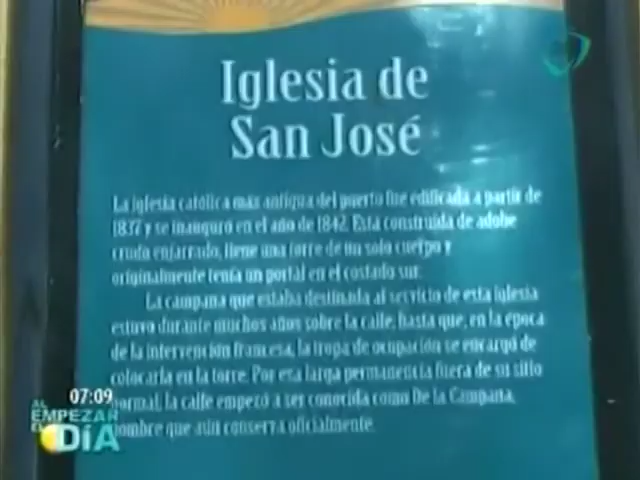 Iglesia de
San José
La iglesia católica más antigua del puerto fue edificada a partir de
1837 y se inauguró en el año de 1842. Está construida de adobe
crudo enjarrado, tiene una torre de un solo cuerpo y
originalmente tenía un portal en el costado sur.
La campana que estaba destinada al servicio de esta iglesia
estuvo durante muchos años sobre la calle, hasta que, en la época
de la intervención francesa, la tropa de ocupación se encargó de
colocarla en la torre. Por esa larga permanencia fuera de su sitio
normal, la calle empezó a ser conocida como De la Campana,
nombre que aún conserva oficialmente.
07:09
AL
EMPEZAR
EL DÍA